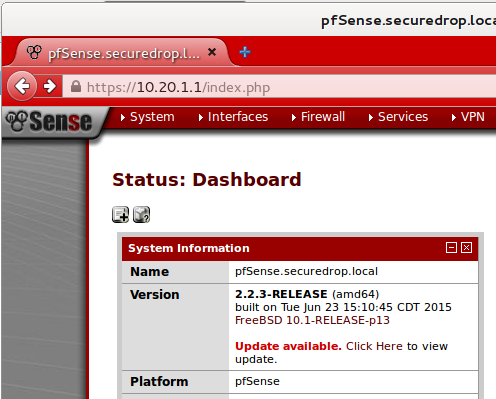 pfSense.securedrop.loca
pfSense.securedrop.l...
https://10.20.1.1/index.php
Sense
System
Interfaces
Firewall
Services
VPN
Status: Dashboard
System Information
Name
pfSense.securedrop.local
Version
2.2.3-RELEASE (amd64)
built on Tue Jun 23 15:10:45 CDT 2015
FreeBSD 10.1-RELEASE-p13
Update available. Click Here to view
update.
Platform
pfSense